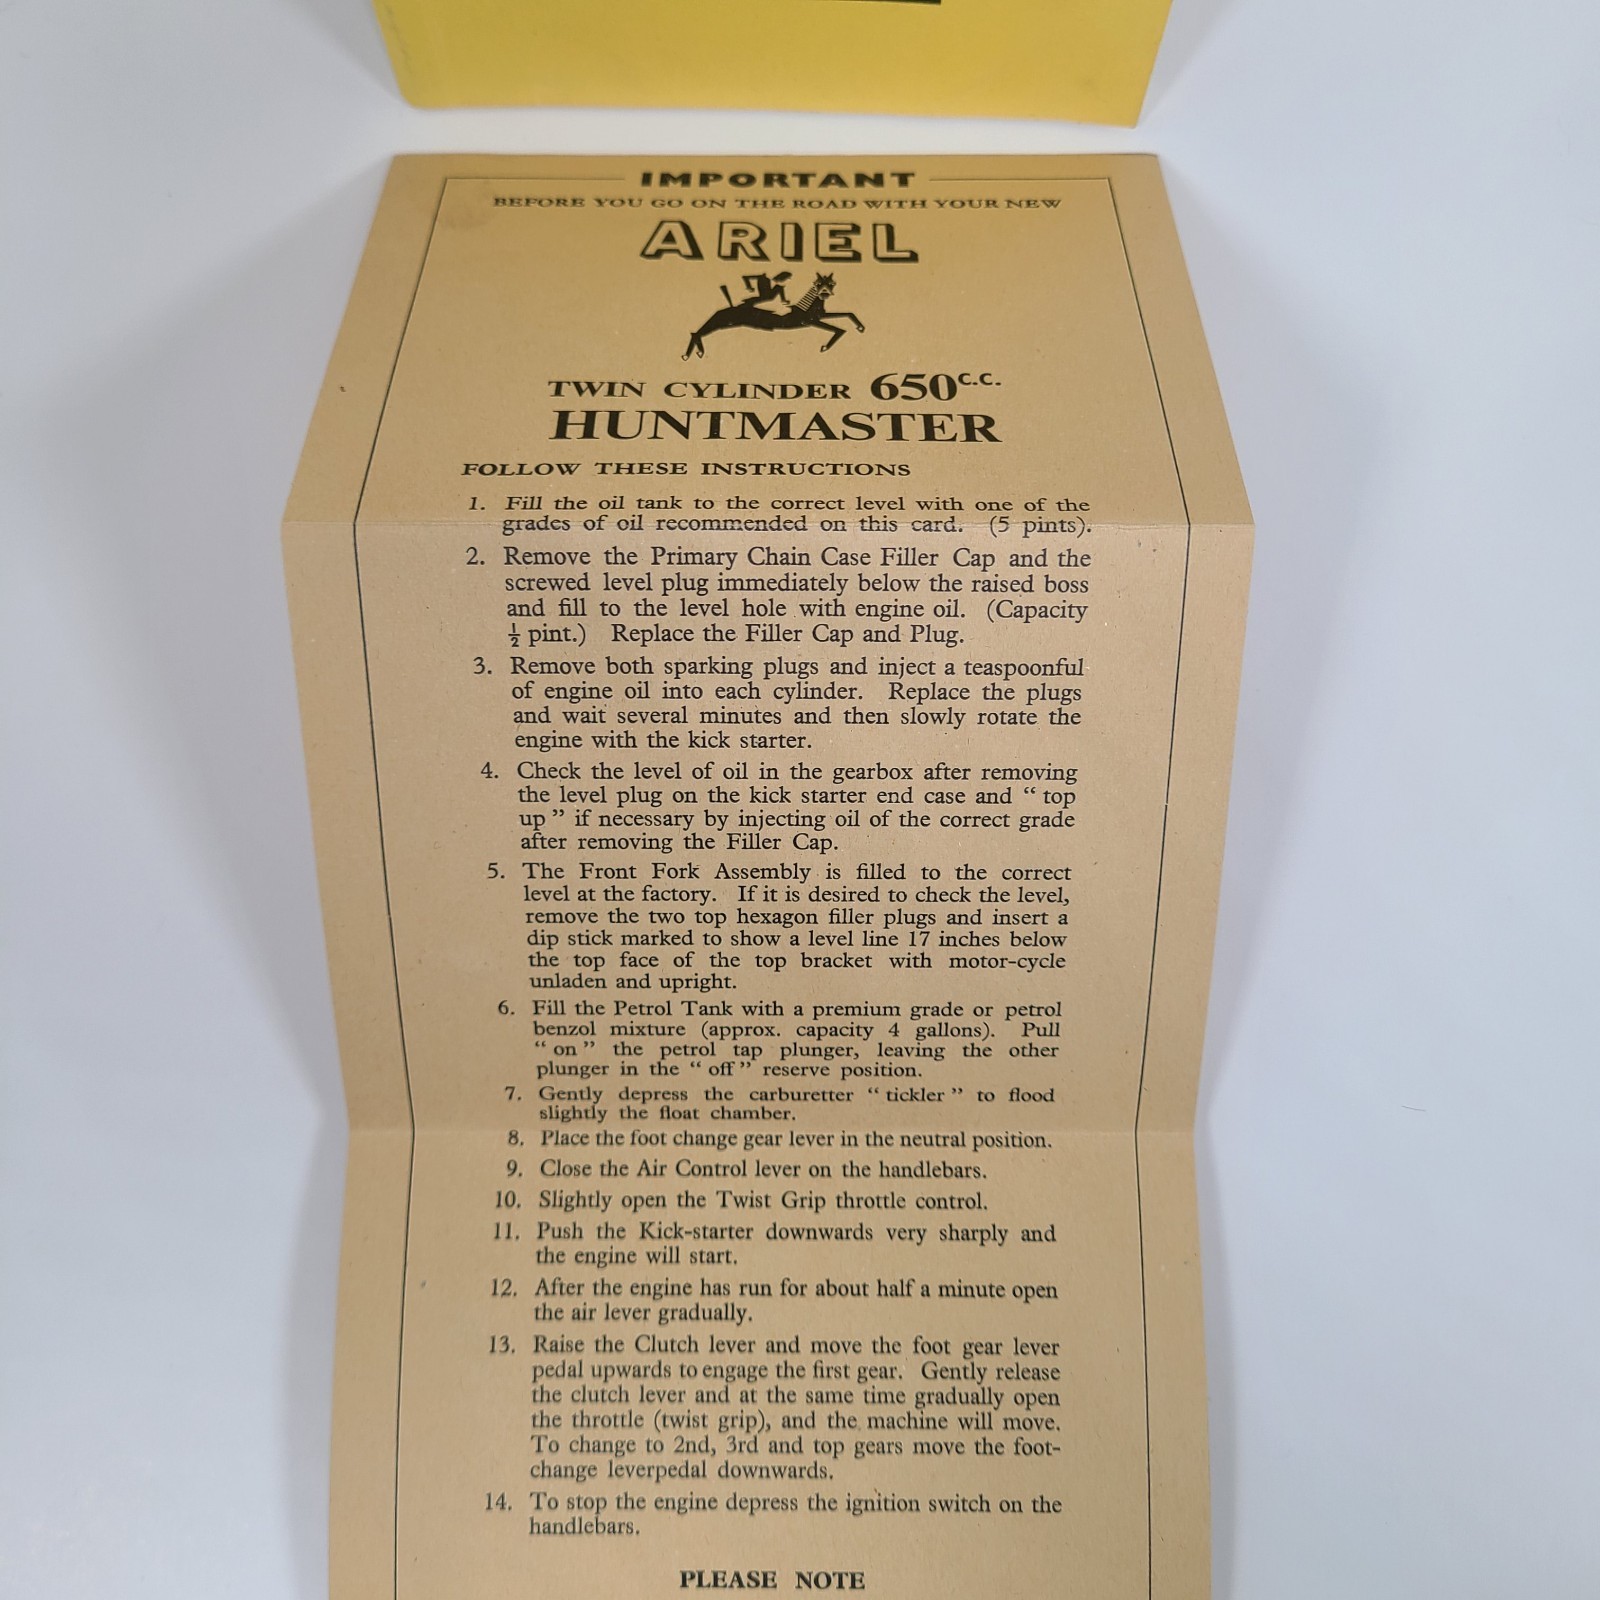 IMPORTANT
BEFORE YOU GO ON THE ROAD WITH YOUR NEW
ARIEL
TWIN CYLINDER 650 C.C.
HUNTMASTER
FOLLOW THESE INSTRUCTIONS
1. Fill the oil tank to the correct level with one of the
grades of oil recommended on this card. (5 pints).
2. Remove the Primary Chain Case Filler Cap and the
screwed level plug immediately below the raised boss
and fill to the level hole with engine oil. (Capacity
½ pint.) Replace the Filler Cap and Plug.
3. Remove both sparking plugs and inject a teaspoonful
of engine oil into each cylinder. Replace the plugs
and wait several minutes and then slowly rotate the
engine with the kick starter.
4. Check the level of oil in the gearbox after removing
the level plug on the kick starter end case and “ top
up ” if necessary by injecting oil of the correct grade
after removing the Filler Cap.
5. The Front Fork Assembly is filled to the correct
level at the factory. If it is desired to check the level,
remove the two top hexagon filler plugs and insert a
dip stick marked to show a level line 17 inches below
the top face of the top bracket with motor-cycle
unladen and upright.
6. Fill the Petrol Tank with a premium grade or petrol
benzol mixture (approx. capacity 4 gallons). Pull
“ on ” the petrol tap plunger, leaving the other
plunger in the “ off ” reserve position.
7. Gently depress the carburetter “ tickler ” to flood
slightly the float chamber.
8. Place the foot change gear lever in the neutral position.
9. Close the Air Control lever on the handlebars.
10. Slightly open the Twist Grip throttle control.
11. Push the Kick-starter downwards very sharply and
the engine will start.
12. After the engine has run for about half a minute open
the air lever gradually.
13. Raise the Clutch lever and move the foot gear lever
pedal upwards to engage the first gear. Gently release
the clutch lever and at the same time gradually open
the throttle (twist grip), and the machine will move.
To change to 2nd, 3rd and top gears move the foot-
change leverpedal downwards.
14. To stop the engine depress the ignition switch on the
handlebars.
PLEASE NOTE